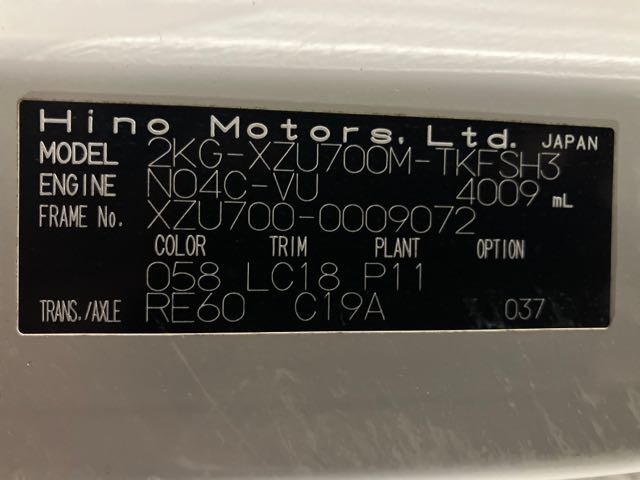 Hino Motors, Ltd. JAPAN
MODEL 2KG-XZU700M-TKFSH3
ENGINE N04C-VU 4009 mL
FRAME No. XZU700-0009072
COLOR TRIM PLANT OPTION
058 LC18 P11
TRANS./AXLE RE60 C19A 037